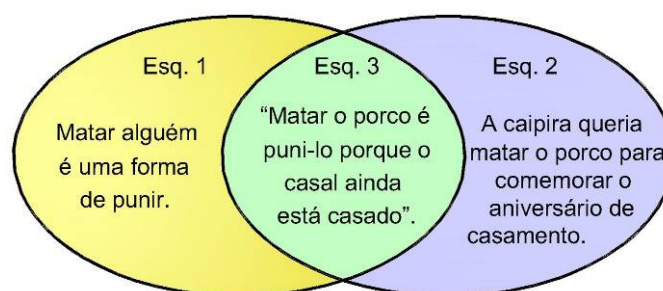 Esq. 1
Matar alguém
é uma forma
de punir.
Esq. 3
“Matar o porco é
puni-lo porque o
casal ainda
está casado”.
Esq. 2
A caipira queria
matar o porco para
comemorar o
aniversário de
casamento.